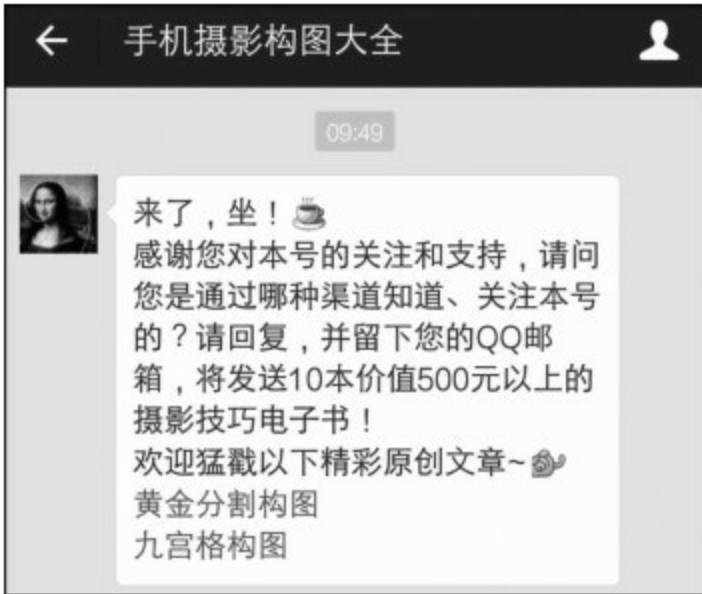 手机摄影构图大全
09:49
来了，坐！
感谢您对本号的关注和支持，请问
您是通过哪种渠道知道、关注本号
的？请回复，并留下您的QQ邮
箱，将发送10本价值500元以上的
摄影技巧电子书！
欢迎猛戳以下精彩原创文章~
黄金分割构图
九宫格构图